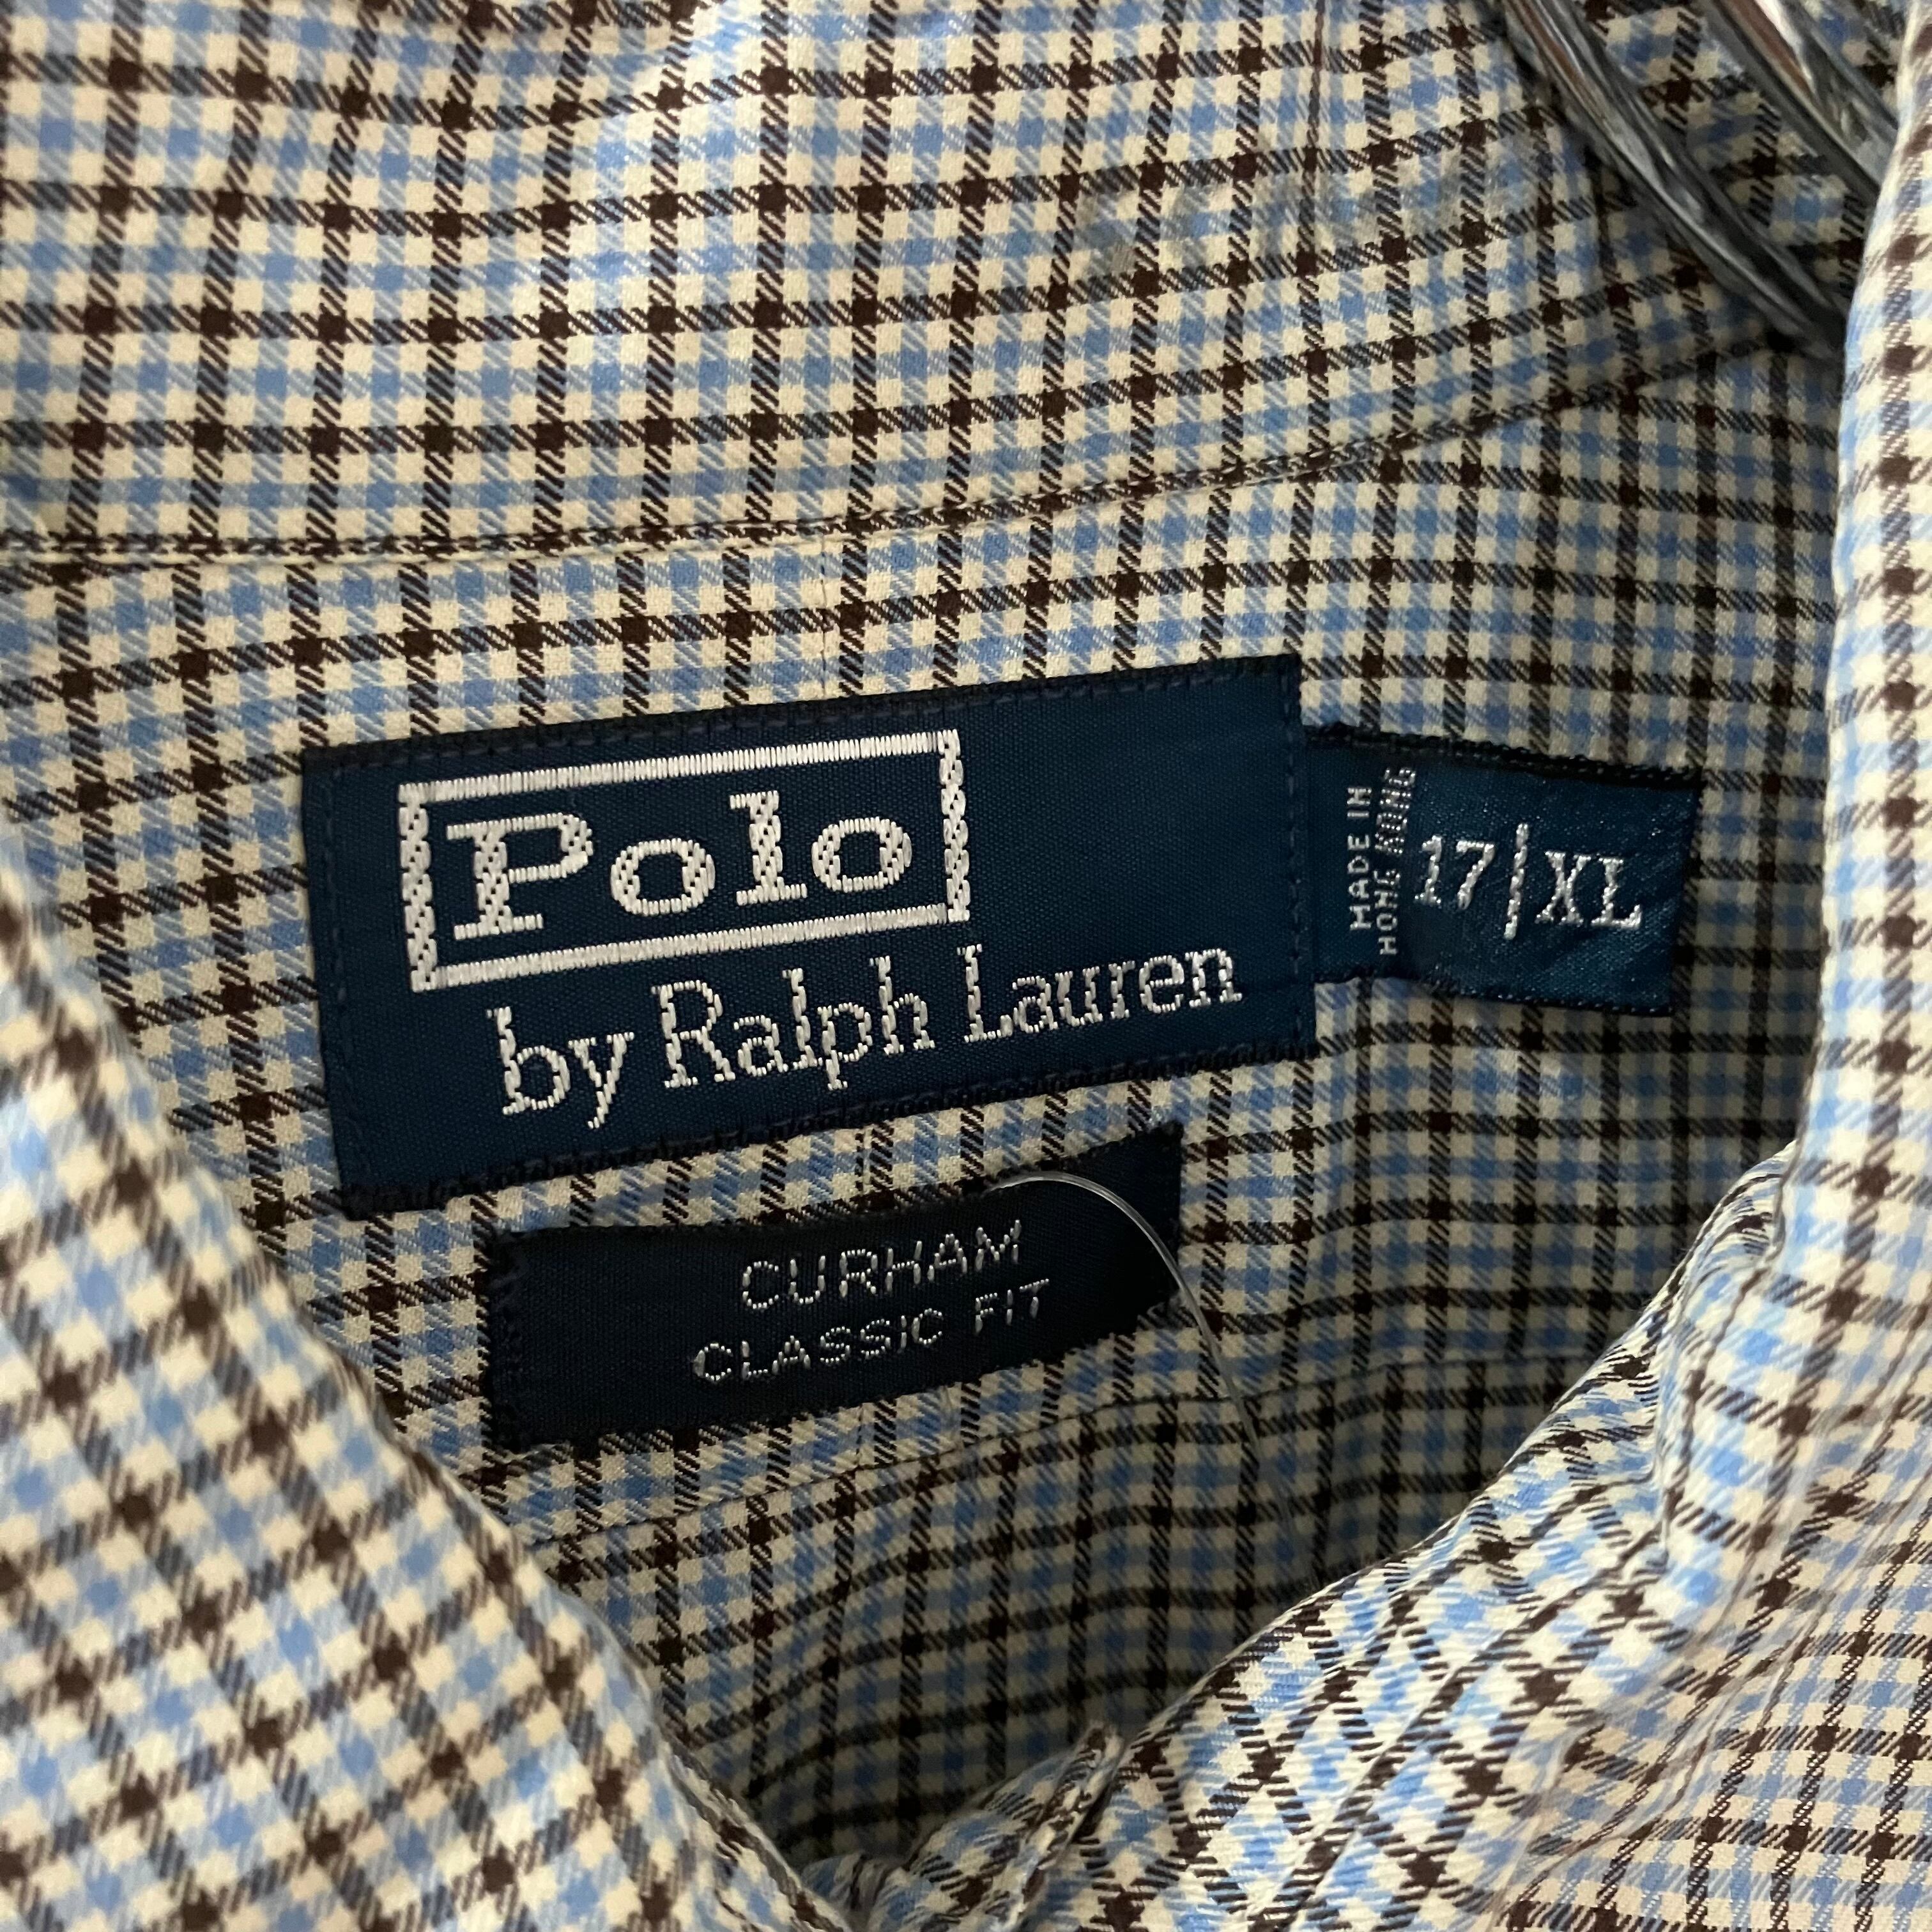 Polo
by Ralph Lauren
MADE IN
HONG KONG
17|XL
CURHAM
CLASSIC FIT